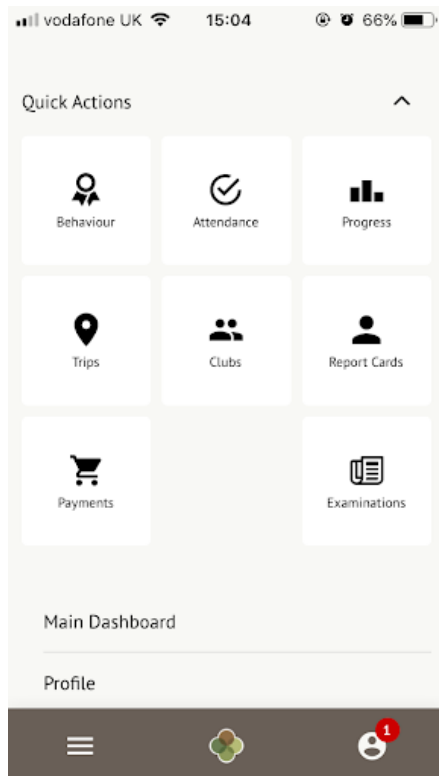 vodafone UK 15:04 66%
Quick Actions
Behaviour Attendance Progress
Trips Clubs Report Cards
Payments Examinations
Main Dashboard
Profile
1